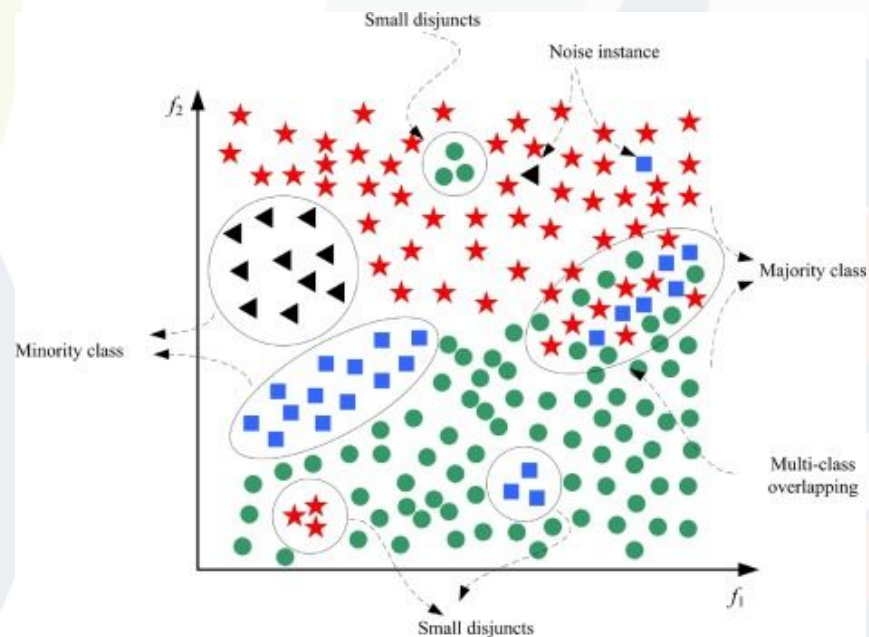 Small disjuncts
Noise instance
f2
Majority class
Minority class
Multi-class
overlapping
f1
Small disjuncts